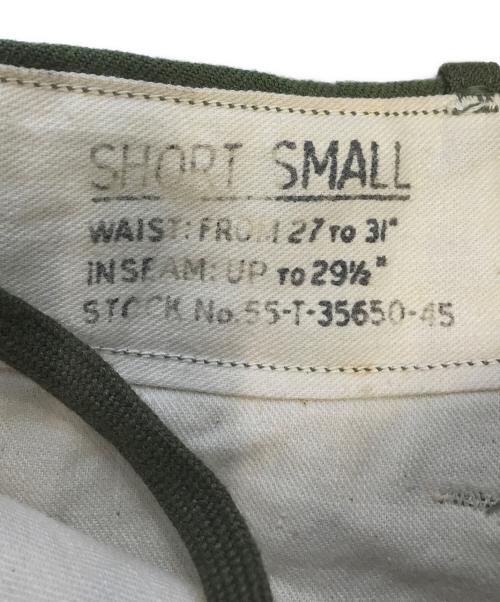 SHORT SMALL
WAIST: FROM 27 TO 31"
INSEAM: UP TO 29½"
STOCK No. 55-T-35650-45